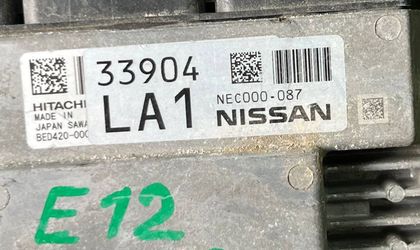 33904
HITACHI
MADE IN
JAPAN SAWA
BED420-000
LA1
NEC000-087
NISSAN
E12